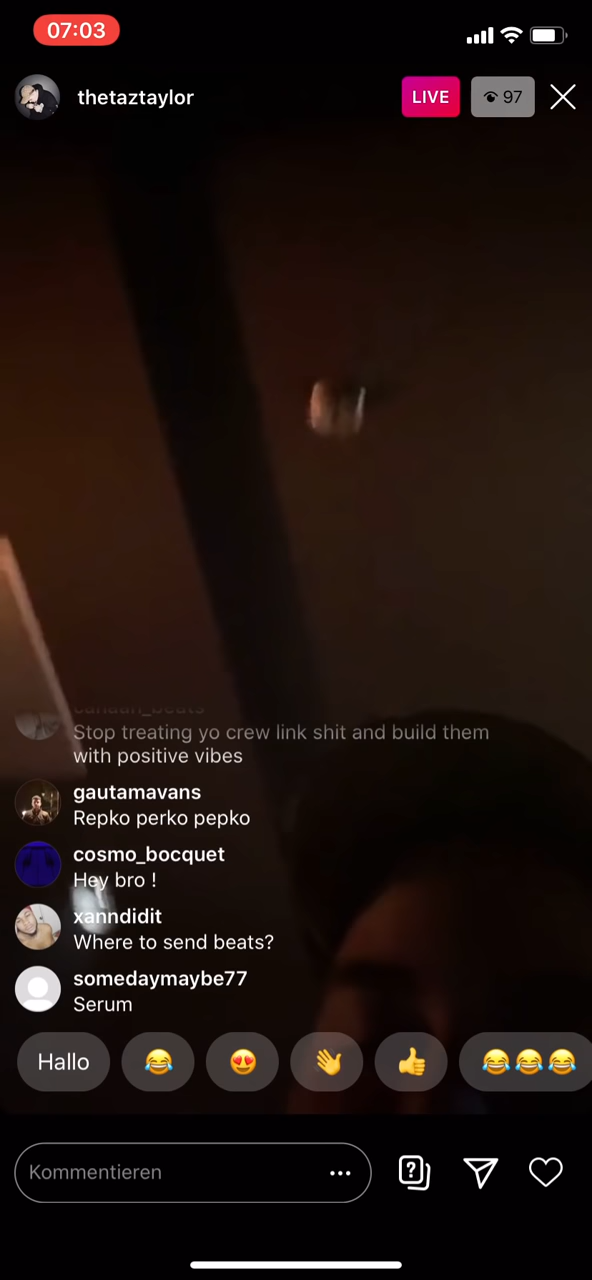 07:03
thetaztaylor
LIVE
97
canaan_beats
Stop treating yo crew link shit and build them
with positive vibes
gautamavans
Repko perko pepko
cosmo_bocquet
Hey bro !
xanndidit
Where to send beats?
somedaymaybe77
Serum
Hallo
Kommentieren